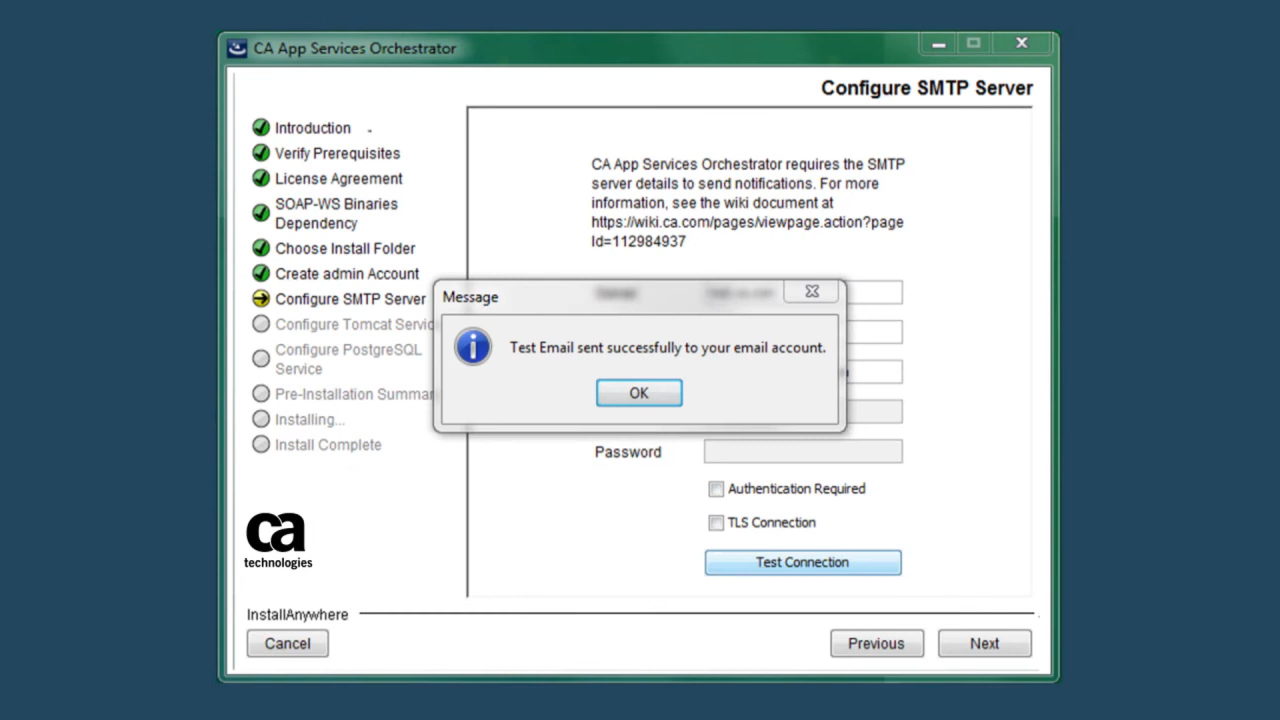 CA App Services Orchestrator
Configure SMTP Server
Introduction
Verify Prerequisites
License Agreement
SOAP-WS Binaries
Dependency
Choose Install Folder
Create admin Account
Configure SMTP Server
Configure Tomcat
Configure PostgreSQL
Service
Pre-Installation
Installing...
Install Complete
CA App Services Orchestrator requires the SMTP
server details to send notifications. For more
information, see the wiki document at
https://wiki.ca.com/pages/viewpage.action?page
Id=112984937
Message
Test Email sent successfully to your email account.
OK
Password
Authentication Required
TLS Connection
Test Connection
ca
technologies
InstallAnywhere
Cancel
Previous
Next